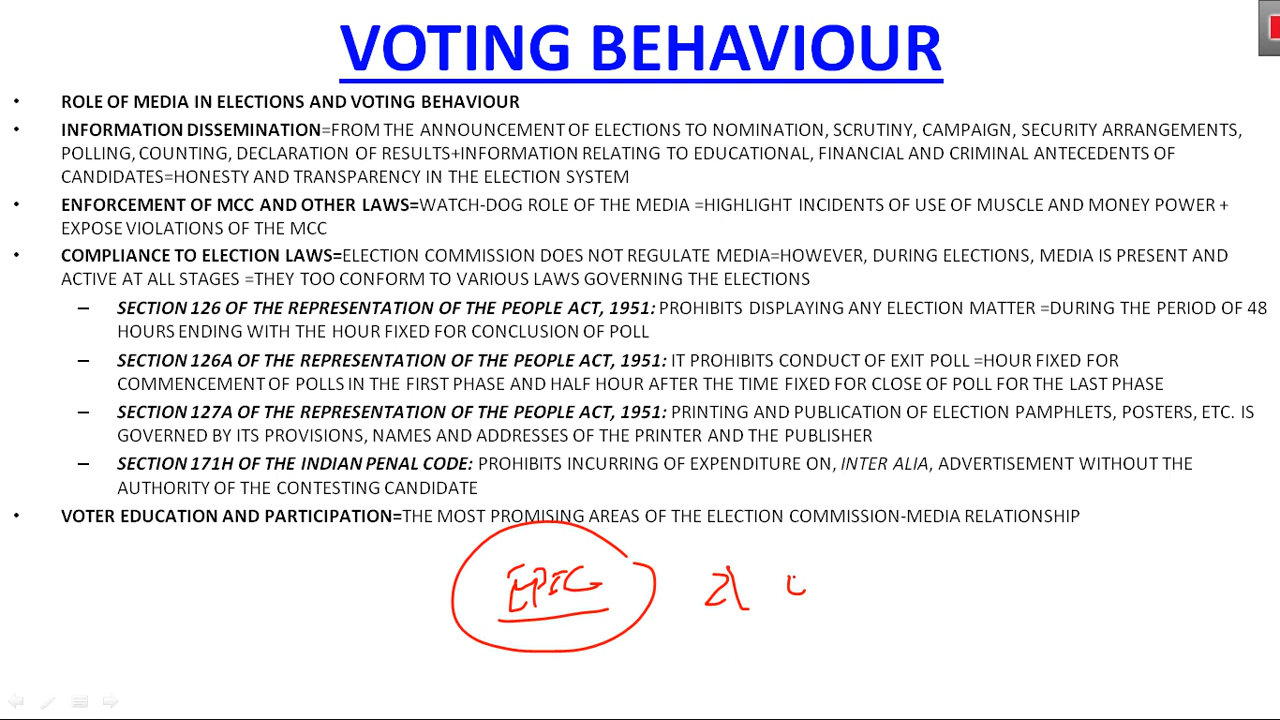 VOTING BEHAVIOUR
• ROLE OF MEDIA IN ELECTIONS AND VOTING BEHAVIOUR
• INFORMATION DISSEMINATION=FROM THE ANNOUNCEMENT OF ELECTIONS TO NOMINATION, SCRUTINY, CAMPAIGN, SECURITY ARRANGEMENTS,
POLLING, COUNTING, DECLARATION OF RESULTS+INFORMATION RELATING TO EDUCATIONAL, FINANCIAL AND CRIMINAL ANTECEDENTS OF
CANDIDATES=HONESTY AND TRANSPARENCY IN THE ELECTION SYSTEM
• ENFORCEMENT OF MCC AND OTHER LAWS=WATCH-DOG ROLE OF THE MEDIA =HIGHLIGHT INCIDENTS OF USE OF MUSCLE AND MONEY POWER +
EXPOSE VIOLATIONS OF THE MCC
• COMPLIANCE TO ELECTION LAWS=ELECTION COMMISSION DOES NOT REGULATE MEDIA=HOWEVER, DURING ELECTIONS, MEDIA IS PRESENT AND
ACTIVE AT ALL STAGES =THEY TOO CONFORM TO VARIOUS LAWS GOVERNING THE ELECTIONS
– SECTION 126 OF THE REPRESENTATION OF THE PEOPLE ACT, 1951: PROHIBITS DISPLAYING ANY ELECTION MATTER =DURING THE PERIOD OF 48
HOURS ENDING WITH THE HOUR FIXED FOR CONCLUSION OF POLL
– SECTION 126A OF THE REPRESENTATION OF THE PEOPLE ACT, 1951: IT PROHIBITS CONDUCT OF EXIT POLL =HOUR FIXED FOR
COMMENCEMENT OF POLLS IN THE FIRST PHASE AND HALF HOUR AFTER THE TIME FIXED FOR CLOSE OF POLL FOR THE LAST PHASE
– SECTION 127A OF THE REPRESENTATION OF THE PEOPLE ACT, 1951: PRINTING AND PUBLICATION OF ELECTION PAMPHLETS, POSTERS, ETC. IS
GOVERNED BY ITS PROVISIONS, NAMES AND ADDRESSES OF THE PRINTER AND THE PUBLISHER
– SECTION 171H OF THE INDIAN PENAL CODE: PROHIBITS INCURRING OF EXPENDITURE ON, INTER ALIA, ADVERTISEMENT WITHOUT THE
AUTHORITY OF THE CONTESTING CANDIDATE
• VOTER EDUCATION AND PARTICIPATION=THE MOST PROMISING AREAS OF THE ELECTION COMMISSION-MEDIA RELATIONSHIP
EPIC